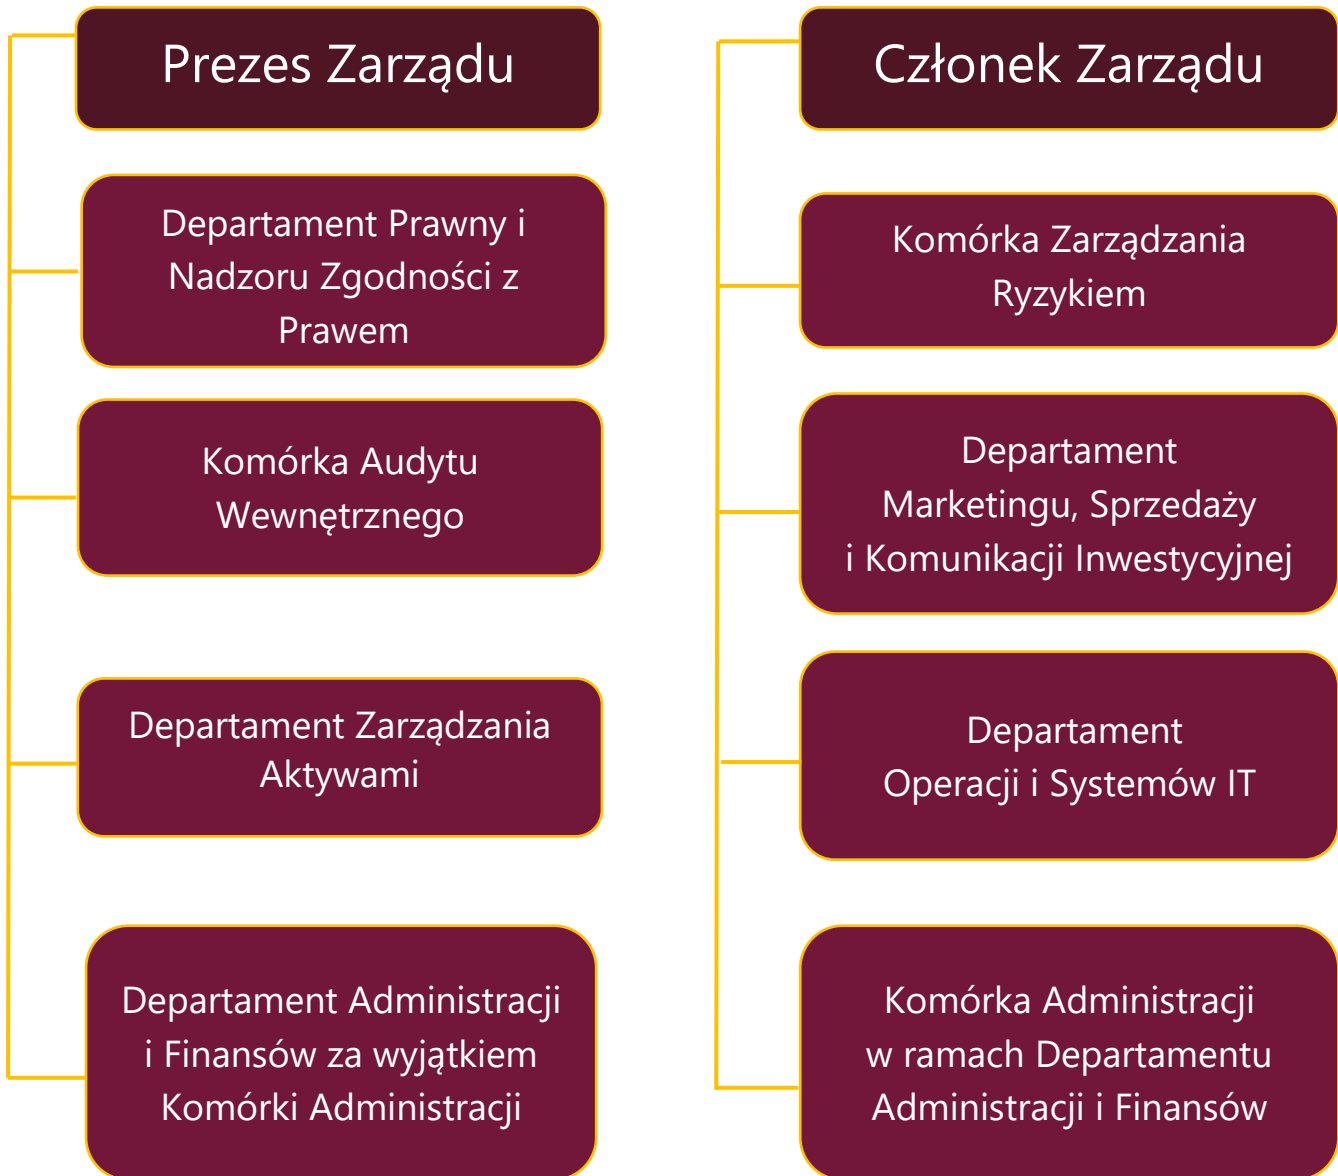 Prezes Zarządu
Departament Prawny i
Nadzoru Zgodności z
Prawem
Komórka Audytu
Wewnętrznego
Departament Zarządzania
Aktywami
Departament Administracji
i Finansów za wyjątkiem
Komórki Administracji
Członek Zarządu
Komórka Zarządzania
Ryzykiem
Departament
Marketingu, Sprzedaży
i Komunikacji Inwestycyjnej
Departament
Operacji i Systemów IT
Komórka Administracji
w ramach Departamentu
Administracji i Finansów